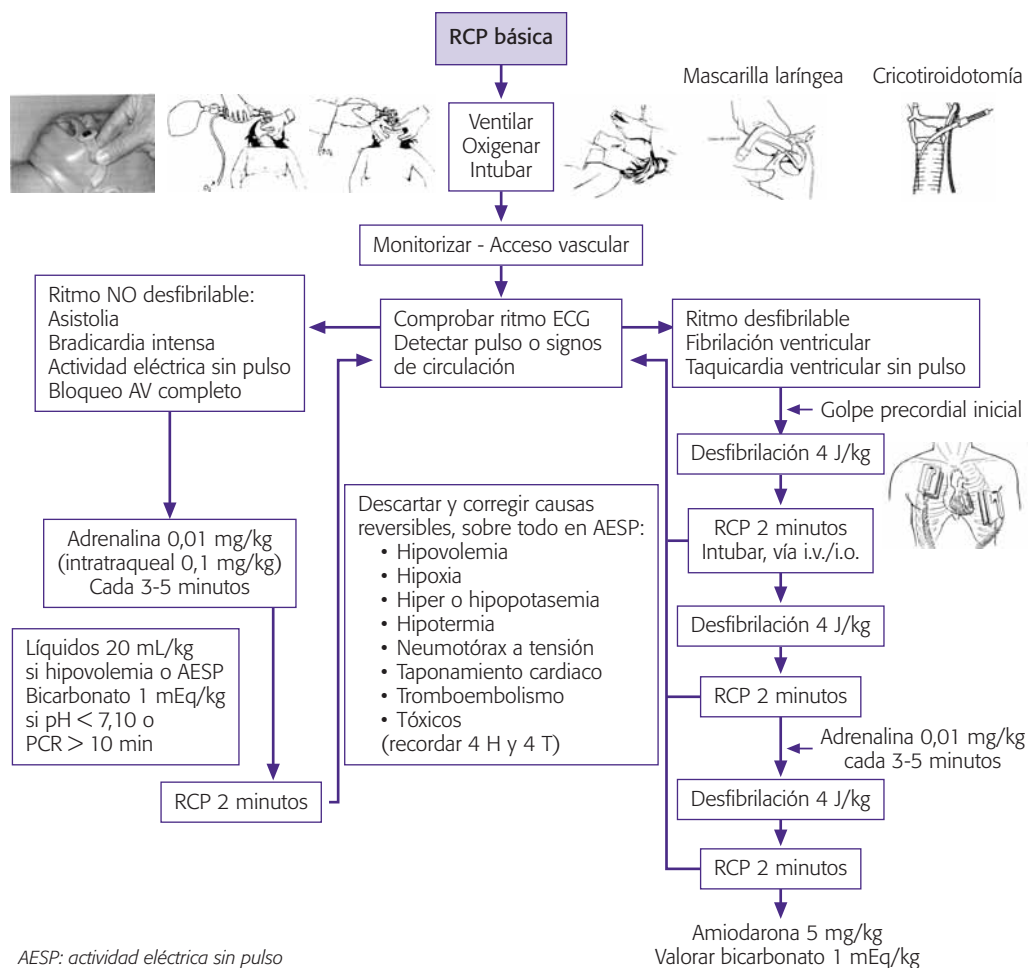 RCP básica
Mascarilla laríngea
Cricotiroidotomía
Ventilar
Oxigenar
Intubar
Monitorizar - Acceso vascular
Ritmo NO desfibrilable:
Asistolia
Bradicardia intensa
Actividad eléctrica sin pulso
Bloqueo AV completo
Comprobar ritmo ECG
Detectar pulso o signos
de circulación
Ritmo desfibrilable
Fibrilación ventricular
Taquicardia ventricular sin pulso
Golpe precordial inicial
Desfibrilación 4 J/kg
RCP 2 minutos
Intubar, vía i.v./i.o.
Desfibrilación 4 J/kg
RCP 2 minutos
Adrenalina 0,01 mg/kg
cada 3-5 minutos
Desfibrilación 4 J/kg
RCP 2 minutos
Amiodarona 5 mg/kg
Valorar bicarbonato 1 mEq/kg
Descartar y corregir causas
reversibles, sobre todo en AESP:
• Hipovolemia
• Hipoxia
• Hiper o hipopotasemia
• Hipotermia
• Neumotórax a tensión
• Taponamiento cardiaco
• Tromboembolismo
• Tóxicos
(recordar 4 H y 4 T)
Adrenalina 0,01 mg/kg
(intratraqueal 0,1 mg/kg)
Cada 3-5 minutos
Líquidos 20 mL/kg
si hipovolemia o AESP
Bicarbonato 1 mEq/kg
si pH < 7,10 o
PCR > 10 min
RCP 2 minutos
AESP: actividad eléctrica sin pulso